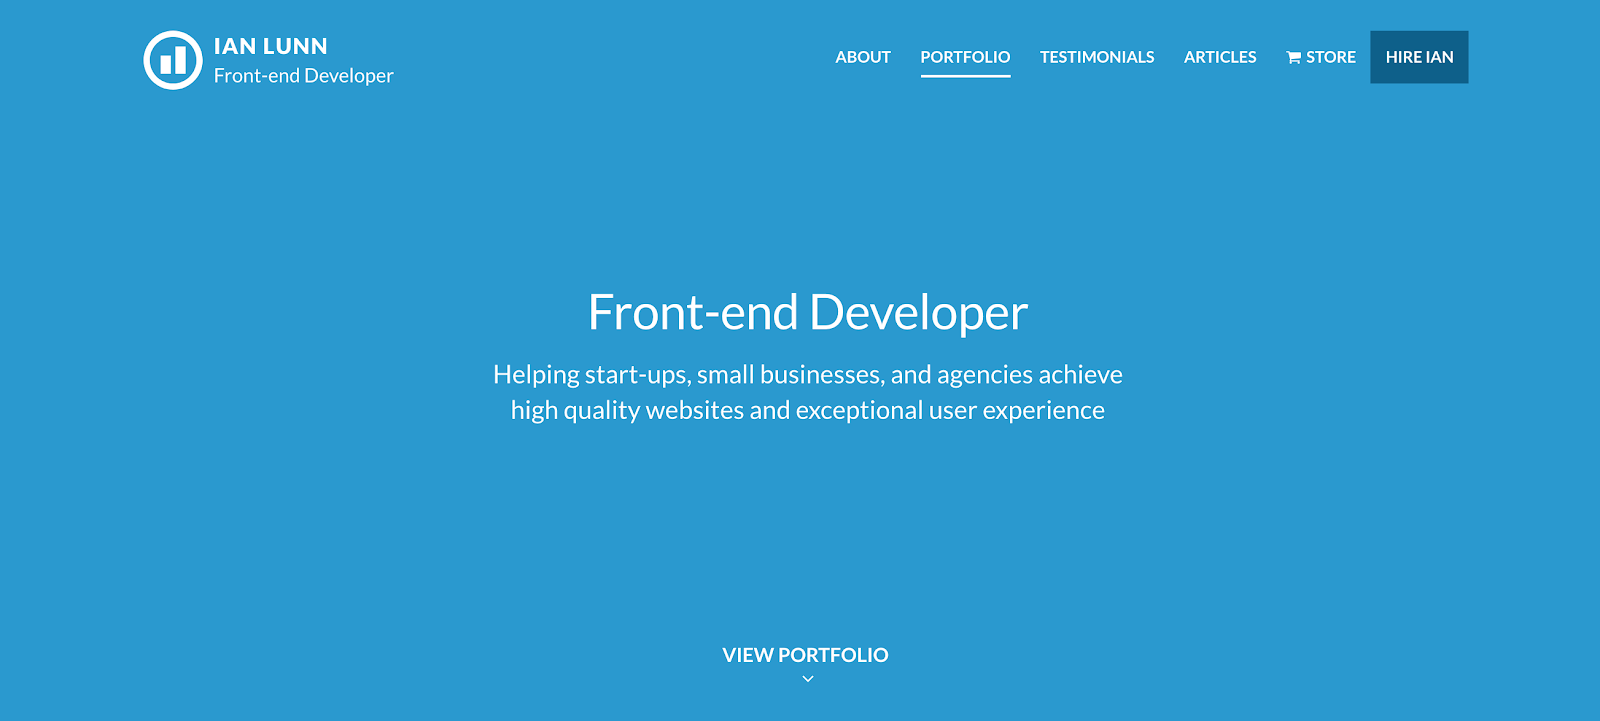 IAN LUNN
Front-end Developer
ABOUT PORTFOLIO TESTIMONIALS ARTICLES STORE HIRE IAN
Front-end Developer
Helping start-ups, small businesses, and agencies achieve
high quality websites and exceptional user experience
VIEW PORTFOLIO